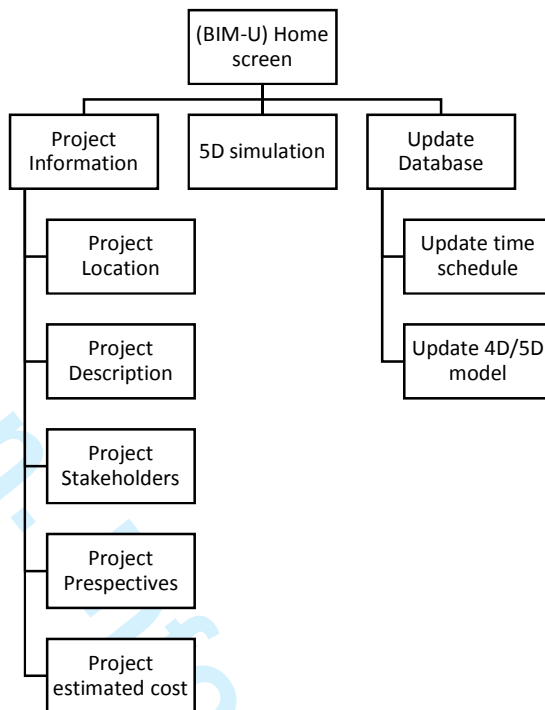 (BIM-U) Home
screen
Project
Information
5D simulation
Update
Database
Project
Location
Project
Description
Project
Stakeholders
Project
Prespectives
Project
estimated cost
Update time
schedule
Update 4D/5D
model